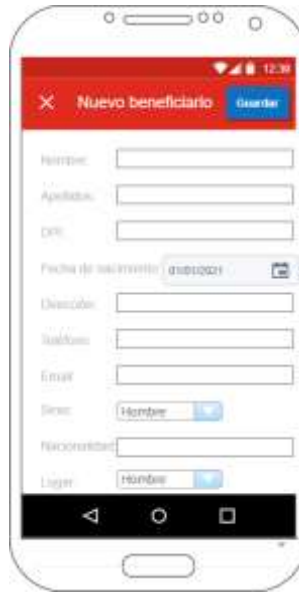 12:30
Nuevo beneficiario Guardar
Nombre:
Apellidos:
DNI:
Fecha de nacimiento 01/01/2021
Dirección:
Teléfono:
Email:
Sexo: Hombre
Nacionalidad
Lugar Hombre